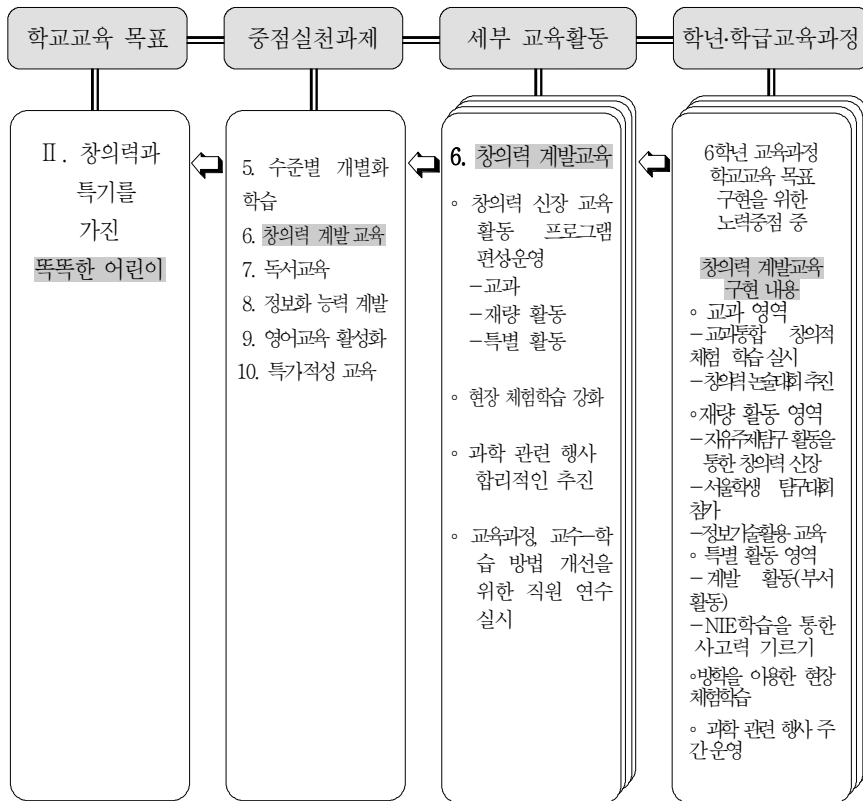 학교교육 목표
중점실천과제
세부 교육활동
학년·학급교육과정
Ⅱ. 창의력과
특기를
가진
똑똑한 어린이
5. 수준별 개별화
학습
6. 창의력 계발 교육
7. 독서교육
8. 정보화 능력 계발
9. 영어교육 활성화
10. 특기·적성 교육
6. 창의력 계발교육
◦ 창의력 신장 교육
활동 프로그램
편성·운영
-교과
-재량 활동
-특별 활동
◦ 현장 체험학습 강화
◦ 과학 관련 행사
합리적인 추진
◦ 교육과정, 교수-학
습 방법 개선을
위한 직원 연수
실시
6학년 교육과정
학교교육 목표
구현을 위한
노력중점 중
창의력 계발교육
구현 내용
◦ 교과 영역
-교과통합 창의적
체험 학습 실시
-창의력 논술대회 추진
◦재량 활동 영역
-자유주제탐구 활동을
통한 창의력 신장
-서울학생 탐구대회
참가
-정보기술활용 교육
◦ 특별 활동 영역
-계발 활동(부서
활동)
-NIE학습을 통한
사고력 기르기
◦방학을 이용한 현장
체험학습
◦ 과학 관련 행사 주
간 운영